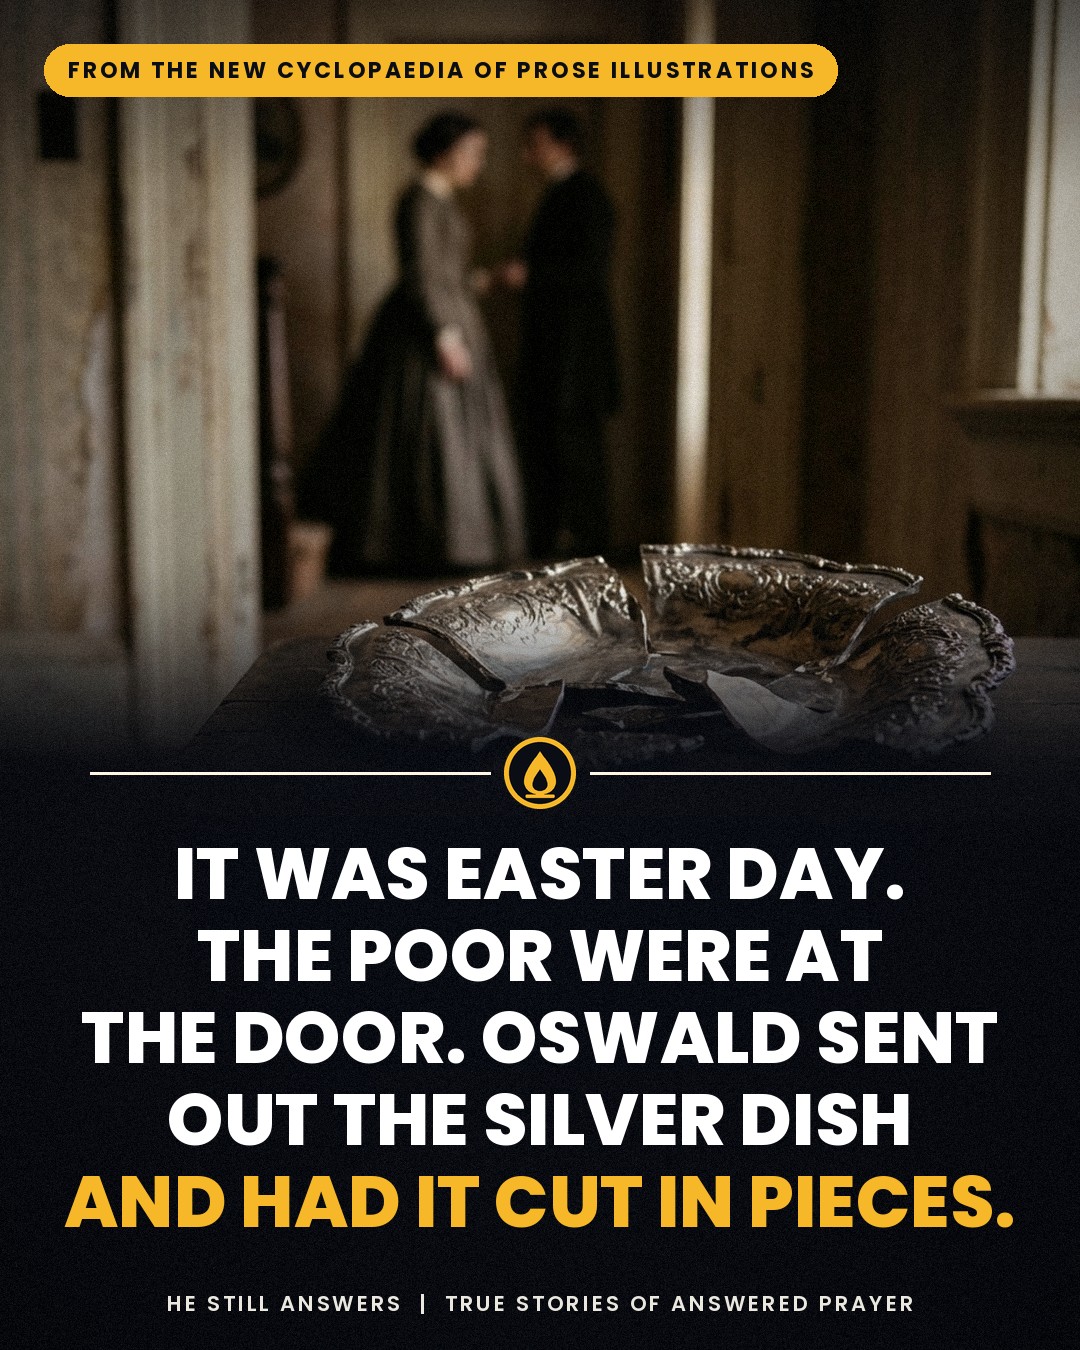 FROM THE NEW CYCLOPAEDIA OF PROSE ILLUSTRATIONS
IT WAS EASTER DAY.
THE POOR WERE AT
THE DOOR. OSWALD SENT
OUT THE SILVER DISH
AND HAD IT CUT IN PIECES.
HE STILL ANSWERS | TRUE STORIES OF ANSWERED PRAYER